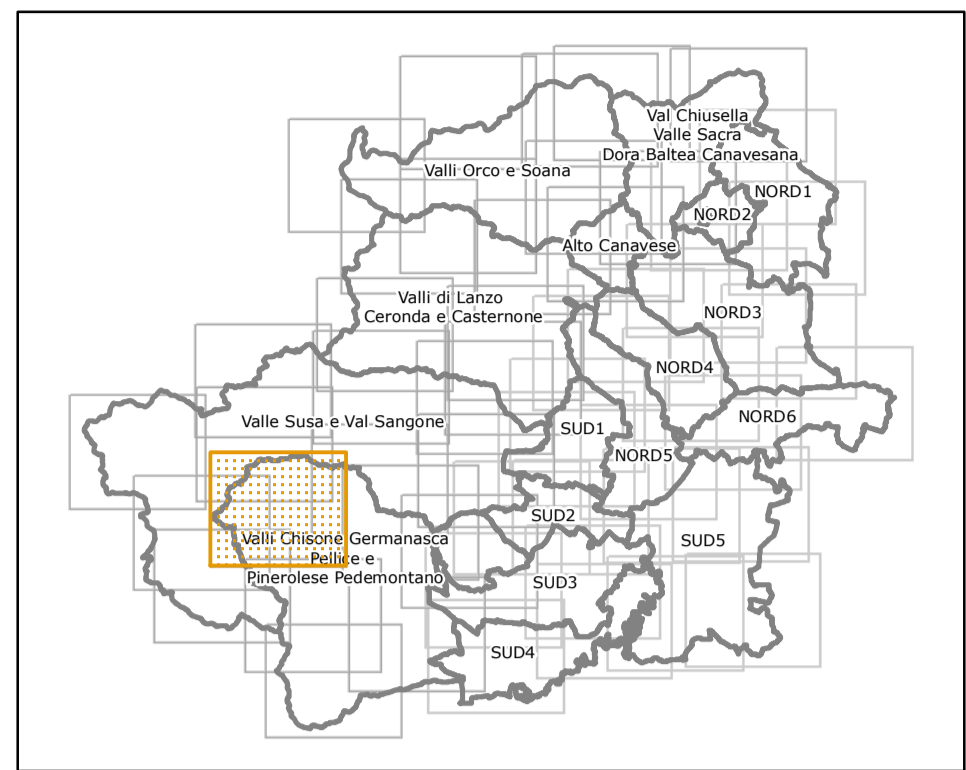 Val Chiusella
Valle Sacra
Dora Baltea Canavesana
Valli Orco e Soana
NORD1
NORD2
Alto Canavese
Valli di Lanzo
Ceronda e Casternone
NORD3
NORD4
NORD6
Valle Susa e Val Sangone
SUD1
NORD5
SUD2
Valli Chisone Germanasca
Pellice e
Pinerolese Pedemontano
SUD5
SUD3
SUD4